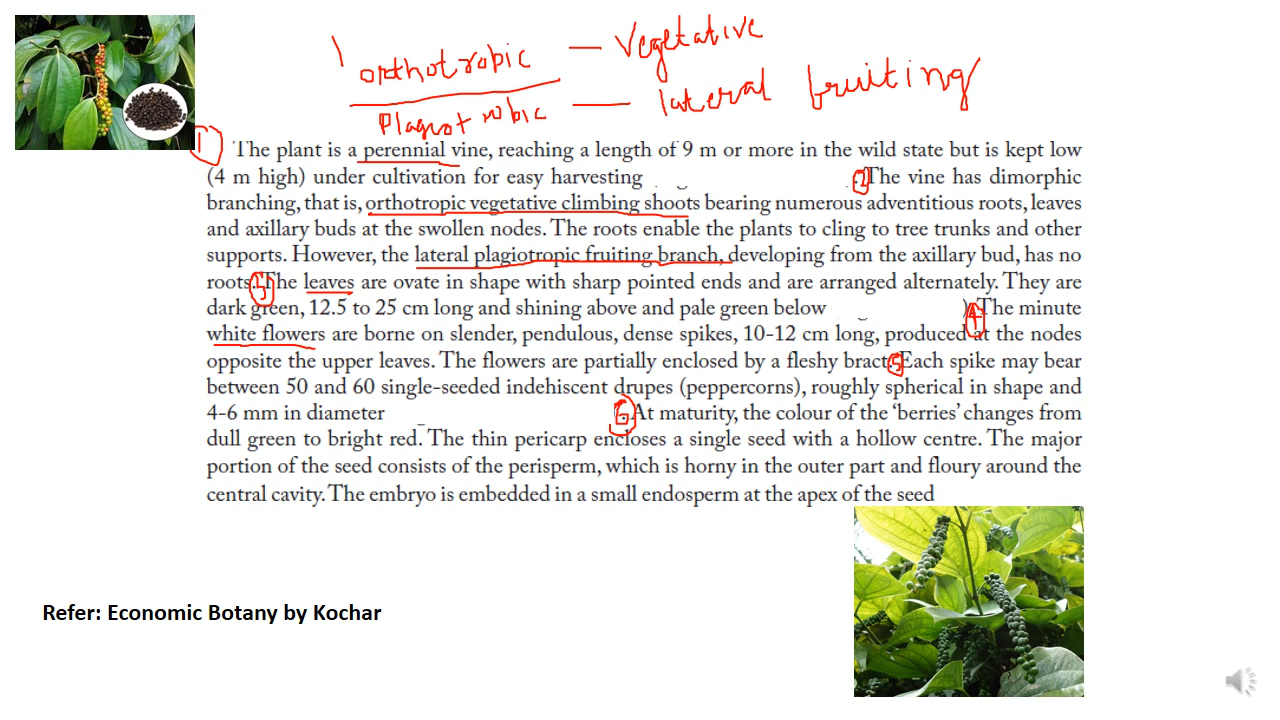 orthotropic — Vegetative
Plagiotropic — lateral fruiting
1 The plant is a perennial vine, reaching a length of 9 m or more in the wild state but is kept low
(4 m high) under cultivation for easy harvesting 2 The vine has dimorphic
branching, that is, orthotropic vegetative climbing shoots bearing numerous adventitious roots, leaves
and axillary buds at the swollen nodes. The roots enable the plants to cling to tree trunks and other
supports. However, the lateral plagiotropic fruiting branch, developing from the axillary bud, has no
roots. 3 The leaves are ovate in shape with sharp pointed ends and are arranged alternately. They are
dark green, 12.5 to 25 cm long and shining above and pale green below ) 4 The minute
white flowers are borne on slender, pendulous, dense spikes, 10-12 cm long, produced at the nodes
opposite the upper leaves. The flowers are partially enclosed by a fleshy bract. 5 Each spike may bear
between 50 and 60 single-seeded indehiscent drupes (peppercorns), roughly spherical in shape and
4-6 mm in diameter 6. At maturity, the colour of the ‘berries’ changes from
dull green to bright red. The thin pericarp encloses a single seed with a hollow centre. The major
portion of the seed consists of the perisperm, which is horny in the outer part and floury around the
central cavity. The embryo is embedded in a small endosperm at the apex of the seed
Refer: Economic Botany by Kochar